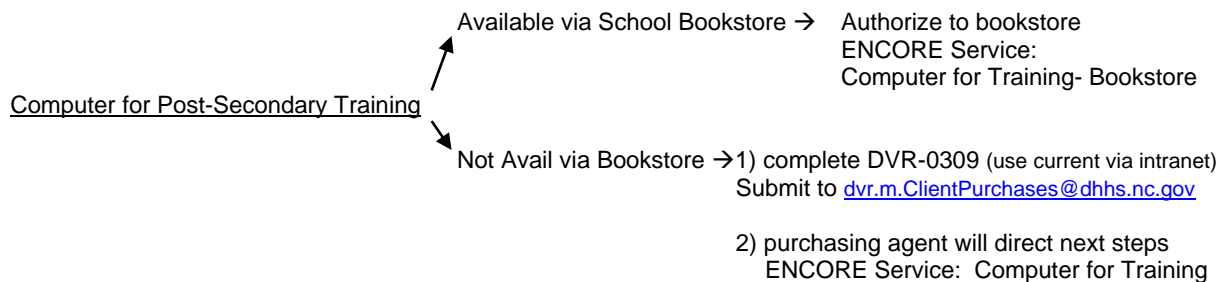 Available via School Bookstore → Authorize to bookstore
ENCORE Service:
Computer for Training- Bookstore
Computer for Post-Secondary Training
Not Avail via Bookstore →1) complete DVR-0309 (use current via intranet)
Submit to dvr.m.ClientPurchases@dhhs.nc.gov
2) purchasing agent will direct next steps
ENCORE Service: Computer for Training